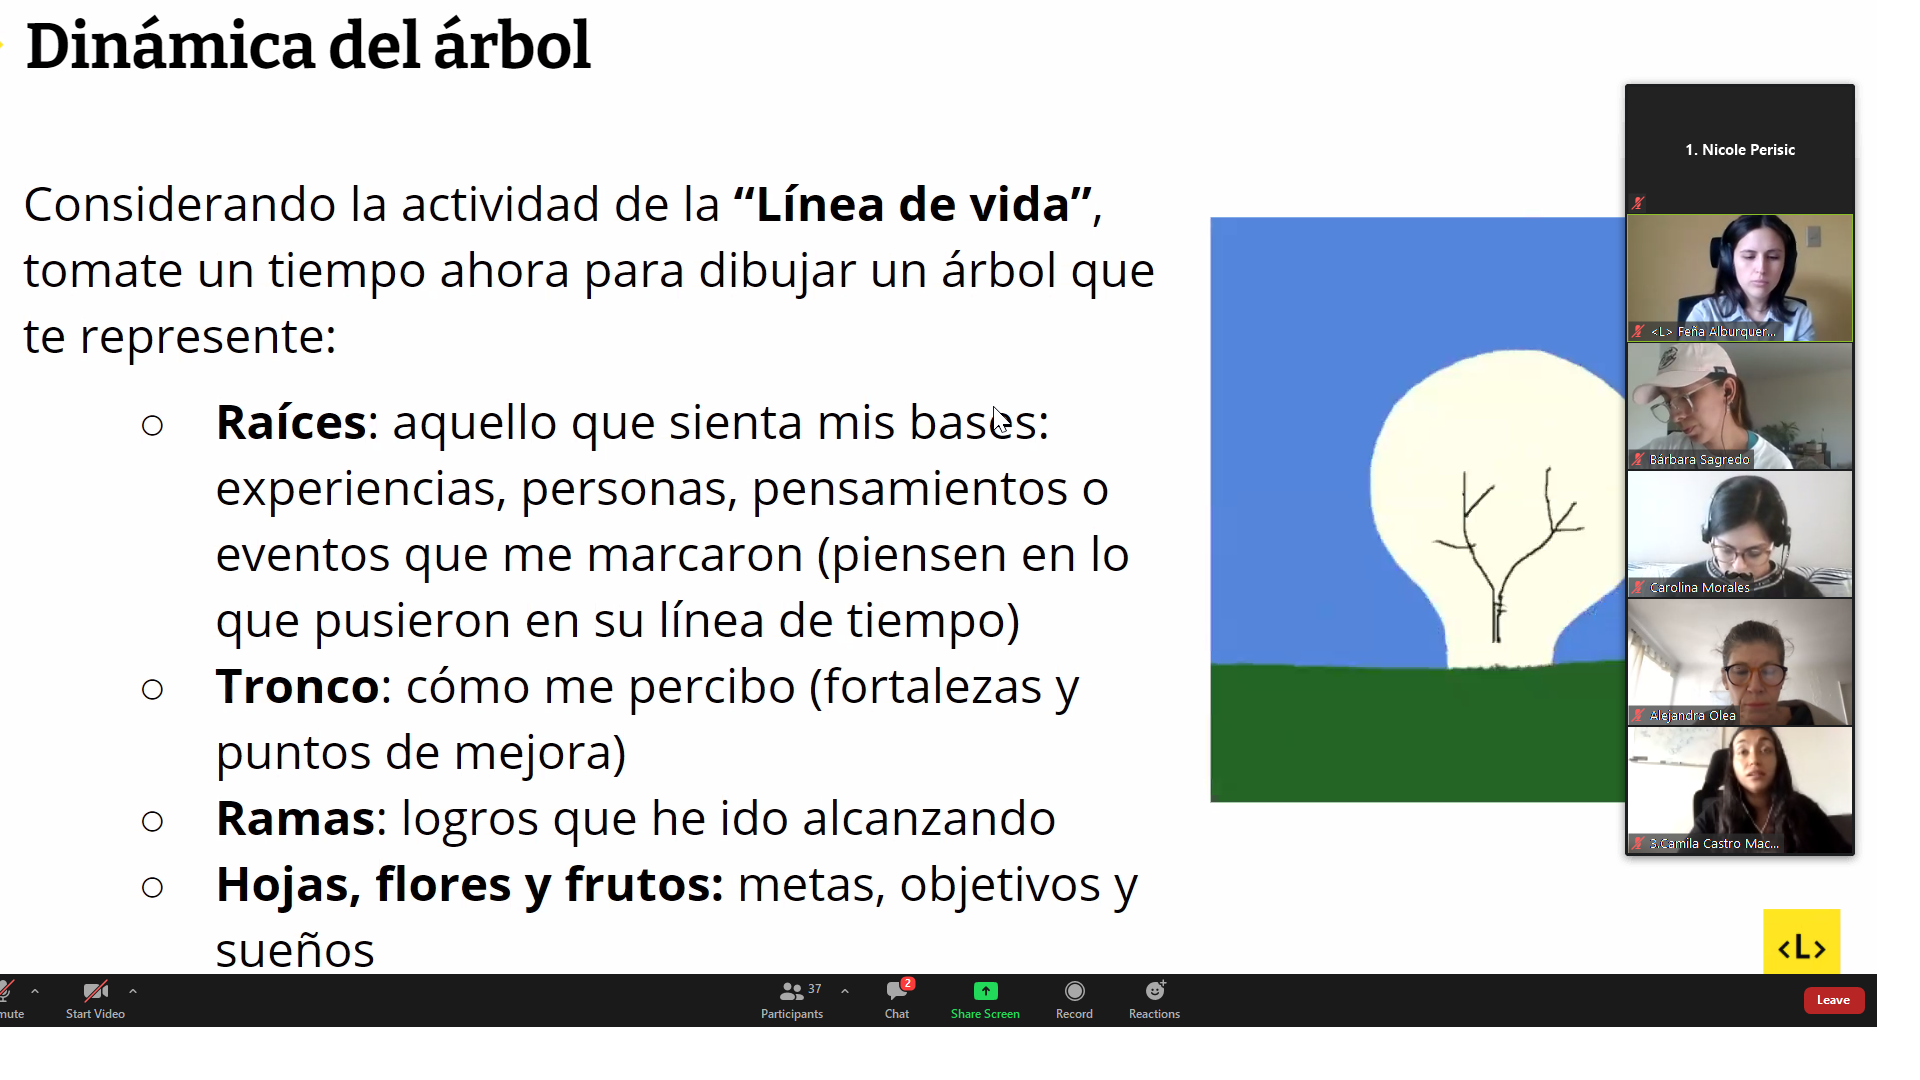 Dinámica del árbol
Considerando la actividad de la “Línea de vida”,
tomate un tiempo ahora para dibujar un árbol que
te represente:
○ Raíces: aquello que sienta mis bases:
experiencias, personas, pensamientos o
eventos que me marcaron (piensen en lo
que pusieron en su línea de tiempo)
○ Tronco: cómo me percibo (fortalezas y
puntos de mejora)
○ Ramas: logros que he ido alcanzando
○ Hojas, flores y frutos: metas, objetivos y
sueños
1. Nicole Perisic
<L> Feña Alburquer...
Bárbara Sagredo
Carolina Morales
Alejandra Olea
3.Camila Castro Mac...
<L>
mute
Start Video
37
Participants
2
Chat
Share Screen
Record
Reactions
Leave